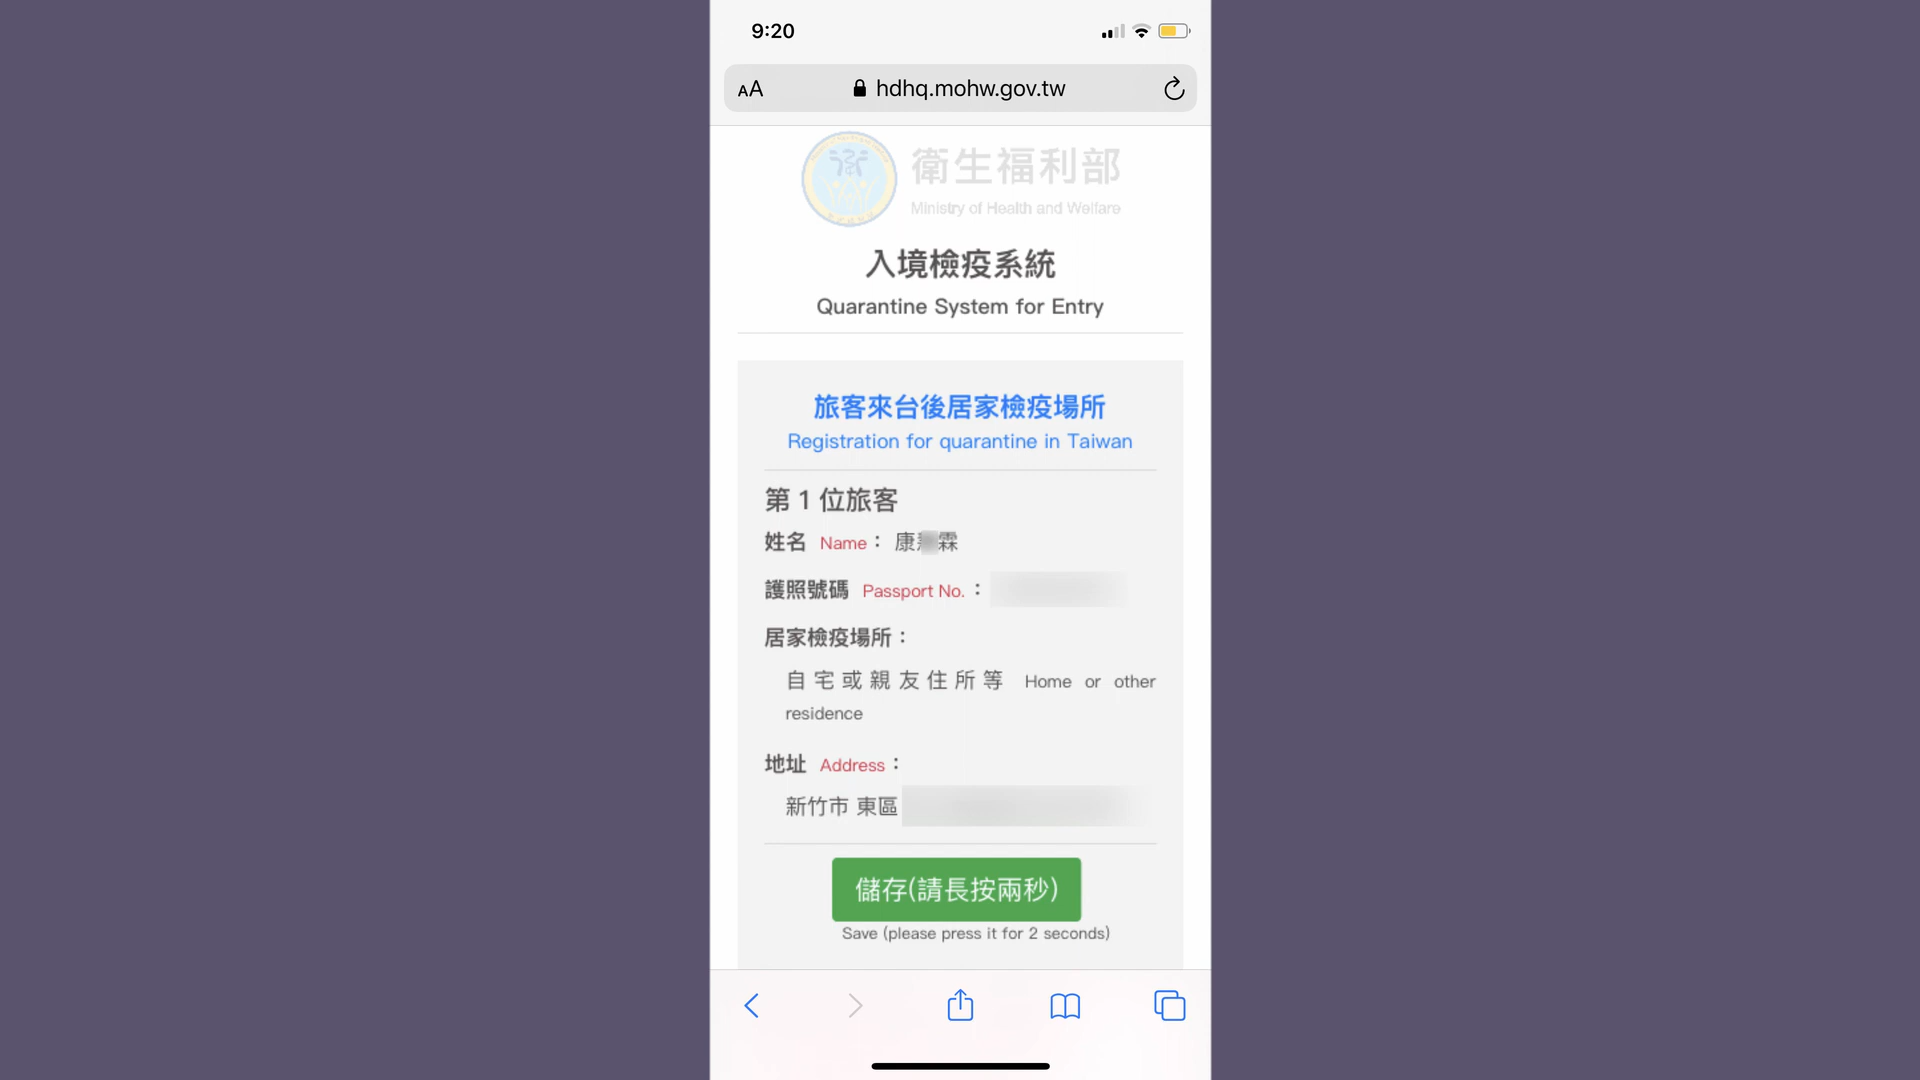 9:20
AA hdhq.mohw.gov.tw
衛生福利部
Ministry of Health and Welfare
入境檢疫系統
Quarantine System for Entry
旅客來台後居家檢疫場所
Registration for quarantine in Taiwan
第 1 位旅客
姓名 Name： 康 霖
護照號碼 Passport No.：
居家檢疫場所：
自宅或親友住所等 Home or other
residence
地址 Address：
新竹市 東區
儲存(請長按兩秒)
Save (please press it for 2 seconds)